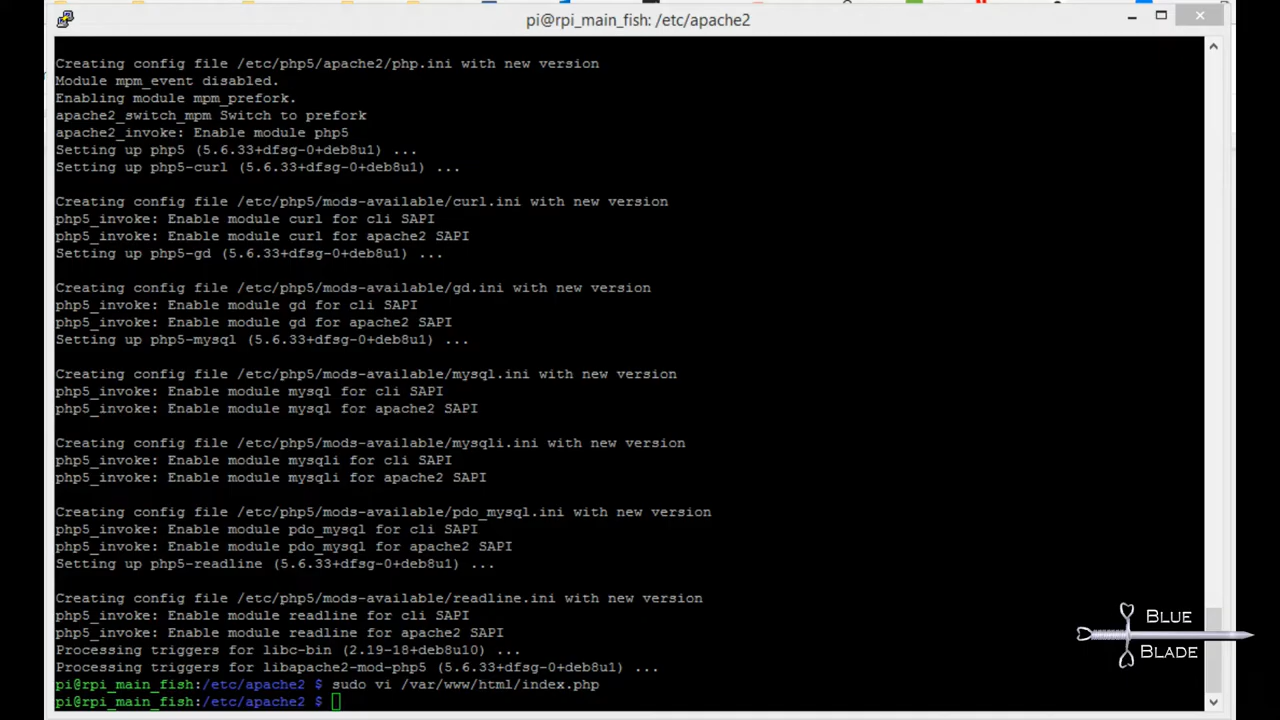 pi@rpi_main_fish: /etc/apache2
Creating config file /etc/php5/apache2/php.ini with new version
Module mpm_event disabled.
Enabling module mpm_prefork.
apache2_switch_mpm Switch to prefork
apache2_invoke: Enable module php5
Setting up php5 (5.6.33+dfsg-0+deb8u1) ...
Setting up php5-curl (5.6.33+dfsg-0+deb8u1) ...
Creating config file /etc/php5/mods-available/curl.ini with new version
php5_invoke: Enable module curl for cli SAPI
php5_invoke: Enable module curl for apache2 SAPI
Setting up php5-gd (5.6.33+dfsg-0+deb8u1) ...
Creating config file /etc/php5/mods-available/gd.ini with new version
php5_invoke: Enable module gd for cli SAPI
php5_invoke: Enable module gd for apache2 SAPI
Setting up php5-mysql (5.6.33+dfsg-0+deb8u1) ...
Creating config file /etc/php5/mods-available/mysql.ini with new version
php5_invoke: Enable module mysql for cli SAPI
php5_invoke: Enable module mysql for apache2 SAPI
Creating config file /etc/php5/mods-available/mysqli.ini with new version
php5_invoke: Enable module mysqli for cli SAPI
php5_invoke: Enable module mysqli for apache2 SAPI
Creating config file /etc/php5/mods-available/pdo_mysql.ini with new version
php5_invoke: Enable module pdo_mysql for cli SAPI
php5_invoke: Enable module pdo_mysql for apache2 SAPI
Setting up php5-readline (5.6.33+dfsg-0+deb8u1) ...
Creating config file /etc/php5/mods-available/readline.ini with new version
php5_invoke: Enable module readline for cli SAPI
php5_invoke: Enable module readline for apache2 SAPI
Processing triggers for libc-bin (2.19-18+deb8u10) ...
Processing triggers for libapache2-mod-php5 (5.6.33+dfsg-0+deb8u1) ...
pi@rpi_main_fish:/etc/apache2 $ sudo vi /var/www/html/index.php
pi@rpi_main_fish:/etc/apache2 $
BLUE
BLADE